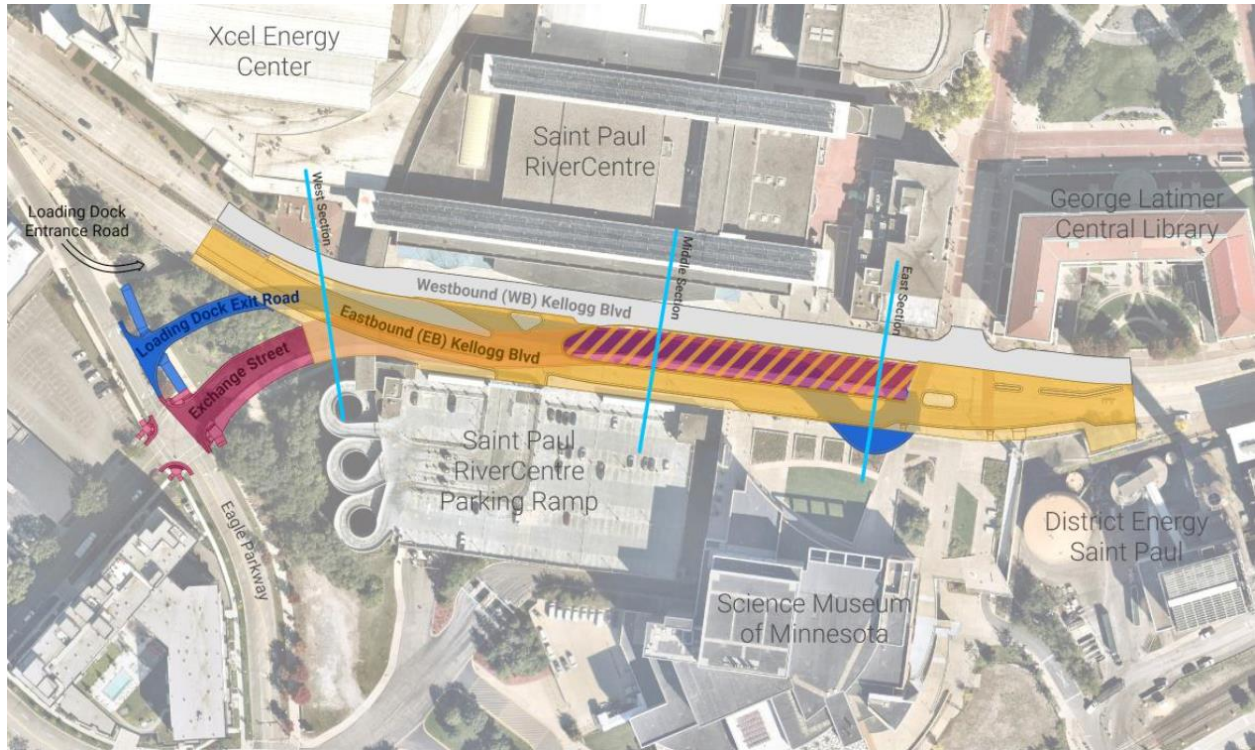 Xcel Energy
Center
Saint Paul
RiverCentre
George Latimer
Central Library
Loading Dock
Entrance Road
West Section
Middle Section
East Section
Westbound (WB) Kellogg Blvd
Loading Dock Exit Road
Eastbound (EB) Kellogg Blvd
Exchange Street
Saint Paul
RiverCentre
Parking Ramp
Eagle Parkway
District Energy
Saint Paul
Science Museum
of Minnesota